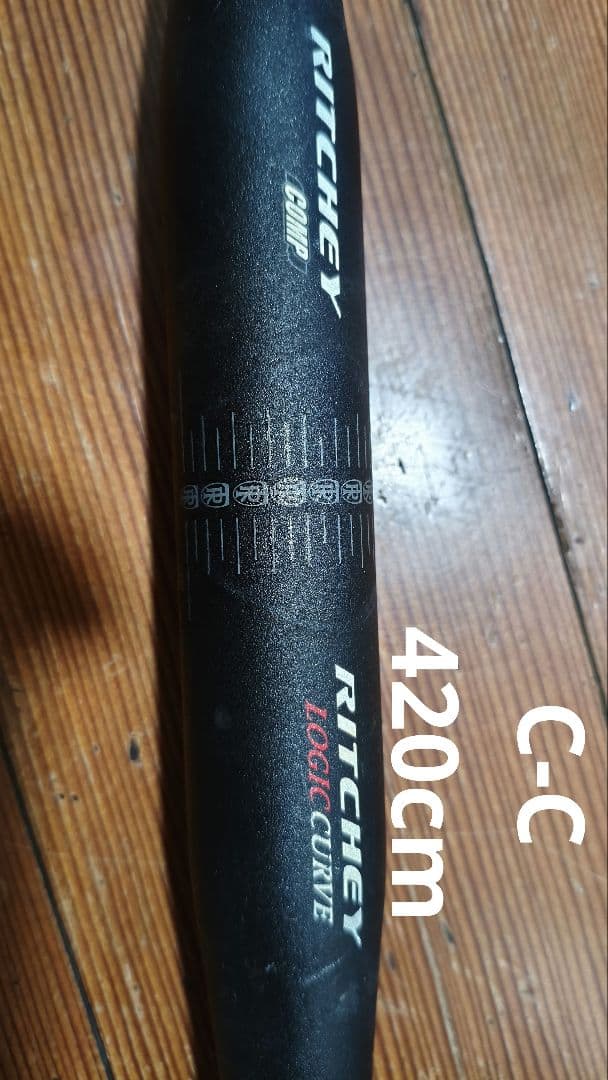 RITCHEY
COMP
RITCHEY
LOGIC CURVE
C-C
420cm